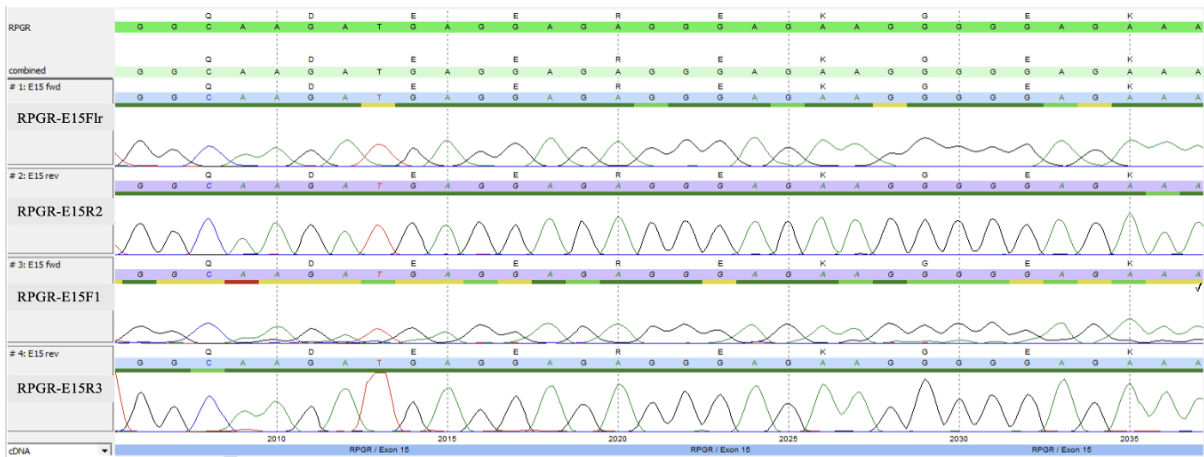 Q D E E R E K G E K
RPGR G G C A A G A T G A G G A G A G G G A G A A G G G G G A G A A A
Q D E E R E K G E K
combined G G C A A G A T G A G G A G A G G G A G A A G G G G G A G A A A
# 1: E15 fwd Q D E E R E K G E K
G G C A A G A T G A G G A G A G G G A G A A G G G G G A G A A A
RPGR-E15Flr
# 2: E15 rev Q D E E R E K G E K
G G C A A G A T G A G G A G A G G G A G A A G G G G G A G A A A
RPGR-E15R2
# 3: E15 fwd Q D E E R E K G E K
G G C A A G A T G A G G A G A G G G A G A A G G G G G A G A A A
RPGR-E15F1
# 4: E15 rev Q D E E R E K G E K
G G C A A G A T G A G G A G A G G G A G A A G G G G G A G A A A
RPGR-E15R3
2010 2015 2020 2025 2030 2035
cDNA RPGR / Exon 15 RPGR / Exon 15 RPGR / Exon 15